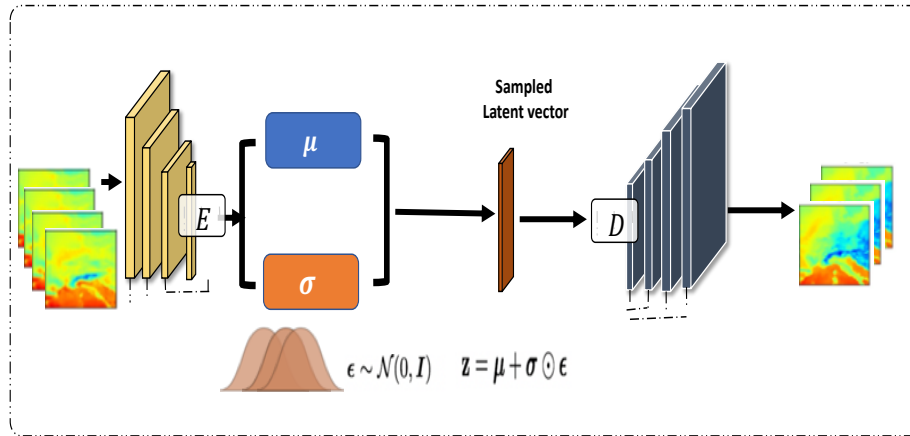 Sampled
Latent vector
μ
E
D
σ
ϵ ~ 𝒩(0, I)
z = μ + σ ⊙ ϵ